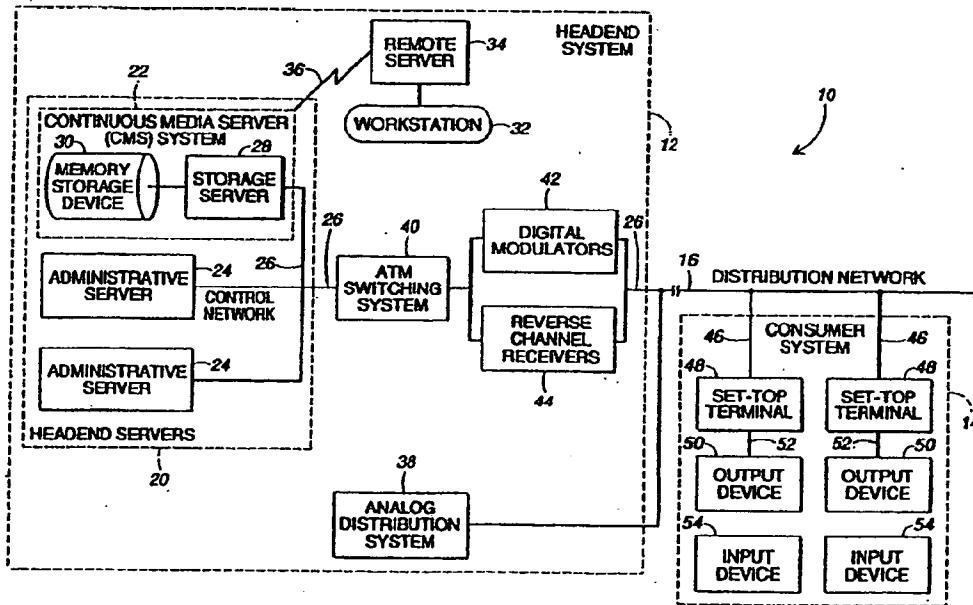 HEADEND
SYSTEM
REMOTE
SERVER
34
36
WORKSTATION
32
12
10
22
CONTINUOUS MEDIA SERVER
(CMS) SYSTEM
30
MEMORY
STORAGE
DEVICE
28
STORAGE
SERVER
ADMINISTRATIVE
SERVER
24
26
CONTROL
NETWORK
26
40
ATM
SWITCHING
SYSTEM
42
DIGITAL
MODULATORS
REVERSE
CHANNEL
RECEIVERS
44
26
16
DISTRIBUTION NETWORK
ADMINISTRATIVE
SERVER
24
HEADEND SERVERS
20
38
ANALOG
DISTRIBUTION
SYSTEM
CONSUMER
SYSTEM
46
46
48
SET-TOP
TERMINAL
48
SET-TOP
TERMINAL
14
50
52
OUTPUT
DEVICE
52
50
OUTPUT
DEVICE
54
INPUT
DEVICE
54
INPUT
DEVICE